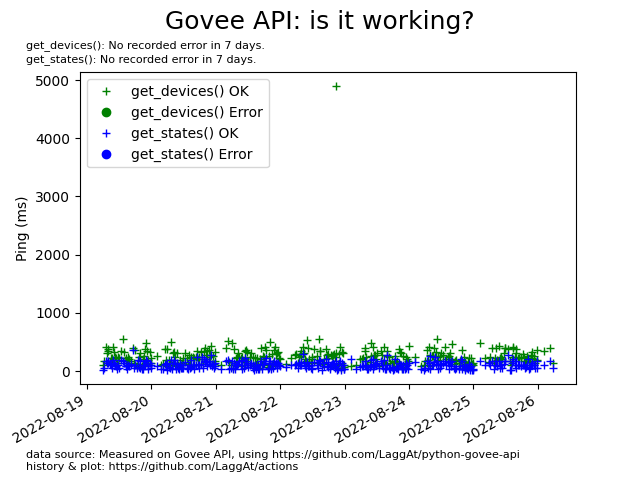 Govee API: is it working?
get_devices(): No recorded error in 7 days.
get_states(): No recorded error in 7 days.
5000
4000
3000
2000
1000
0
Ping (ms)
get_devices() OK
get_devices() Error
get_states() OK
get_states() Error
2022-08-19
2022-08-20
2022-08-21
2022-08-22
2022-08-23
2022-08-24
2022-08-25
2022-08-26
data source: Measured on Govee API, using https://github.com/LaggAt/python-govee-api
history & plot: https://github.com/LaggAt/actions